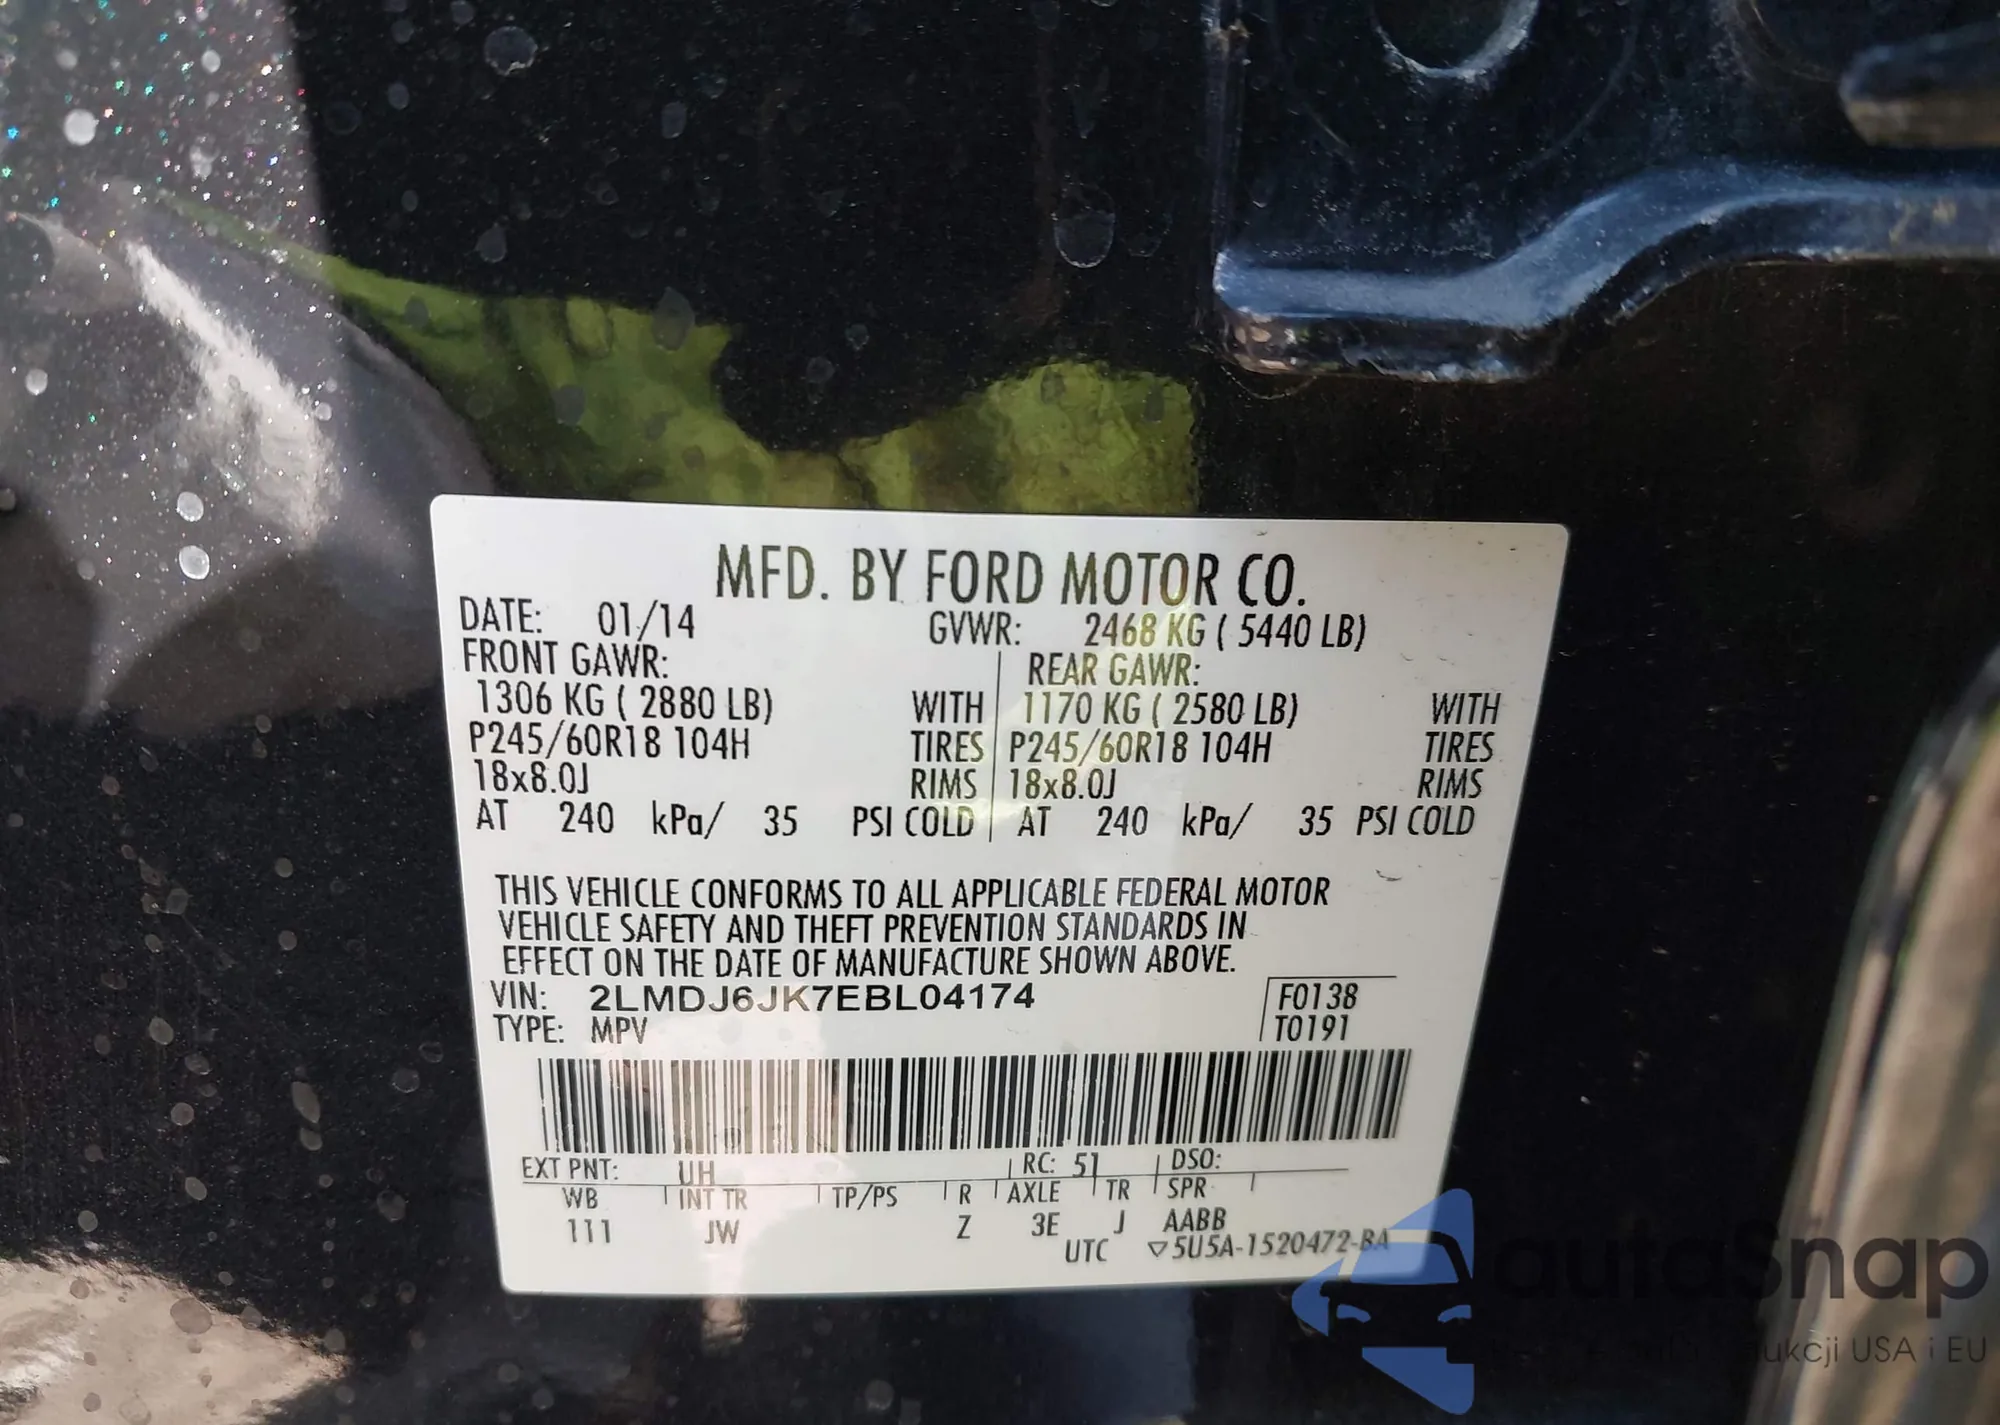 MFD. BY FORD MOTOR CO.
DATE: 01/14 GVWR: 2468 KG ( 5440 LB)
FRONT GAWR: REAR GAWR:
1306 KG ( 2880 LB) WITH 1170 KG ( 2580 LB) WITH
P245/60R18 104H TIRES P245/60R18 104H TIRES
18x8.0J RIMS 18x8.0J RIMS
AT 240 kPa/ 35 PSI COLD AT 240 kPa/ 35 PSI COLD
THIS VEHICLE CONFORMS TO ALL APPLICABLE FEDERAL MOTOR
VEHICLE SAFETY AND THEFT PREVENTION STANDARDS IN
EFFECT ON THE DATE OF MANUFACTURE SHOWN ABOVE.
VIN: 2LMDJ6JK7EBL04174 F0138
TYPE: MPV T0191
EXT PNT: UH RC: 51 DSO:
WB INT TR TP/PS R AXLE TR SPR
111 JW Z 3E J AABB
UTC ▽5U5A-1520472-BA
autoSnap
USA i EU